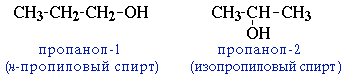 CH₃-CH₂-CH₂-OH
пропанол-1
(н-пропиловый спирт)
CH₃-CH-CH₃
OH
пропанол-2
(изопропиловый спирт)